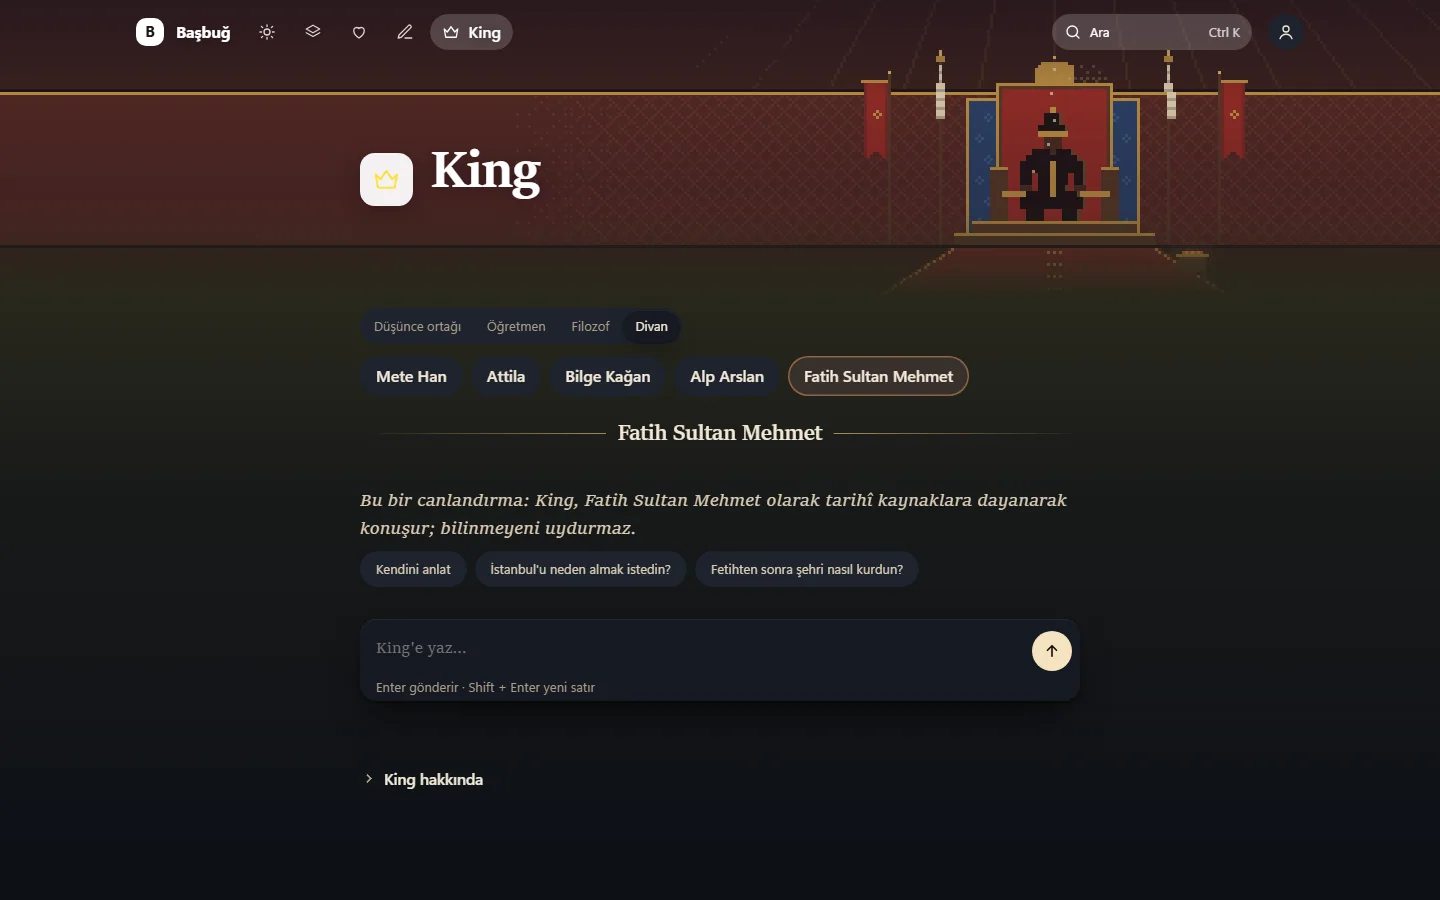 B Başbuğ King Ara Ctrl K
King
Düşünce ortağı Öğretmen Filozof Divan
Mete Han Attila Bilge Kağan Alp Arslan Fatih Sultan Mehmet
Fatih Sultan Mehmet
Bu bir canlandırma: King, Fatih Sultan Mehmet olarak tarihî kaynaklara dayanarak
konuşur; bilinmeyeni uydurmaz.
Kendini anlat İstanbul'u neden almak istedin? Fetihten sonra şehri nasıl kurdun?
King'e yaz...
Enter gönderir · Shift + Enter yeni satır
King hakkında